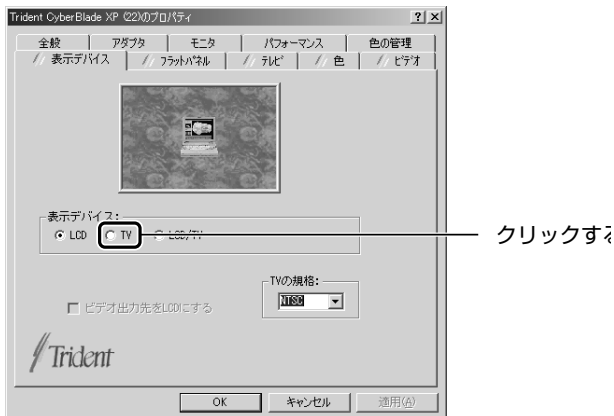 Trident CyberBlade XP (22)のプロパティ
全般 アダプタ モニタ パフォーマンス 色の管理
表示デバイス フラットパネル テレビ 色 ビデオ
表示デバイス:
LCD TV LCD/TV
クリックする
TVの規格:
NTSC
ビデオ出力先をLCDにする
Trident
OK キャンセル 適用(A)